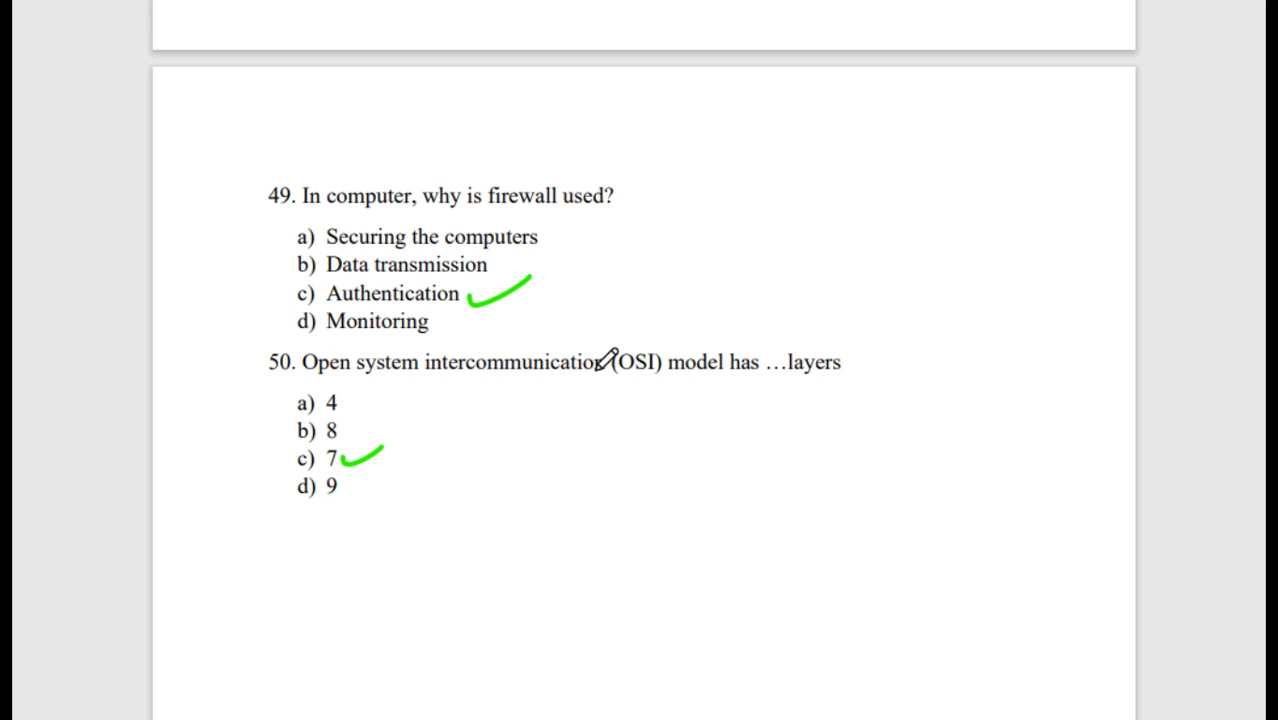 49. In computer, why is firewall used?
a) Securing the computers
b) Data transmission
c) Authentication
d) Monitoring
50. Open system intercommunication (OSI) model has …layers
a) 4
b) 8
c) 7
d) 9